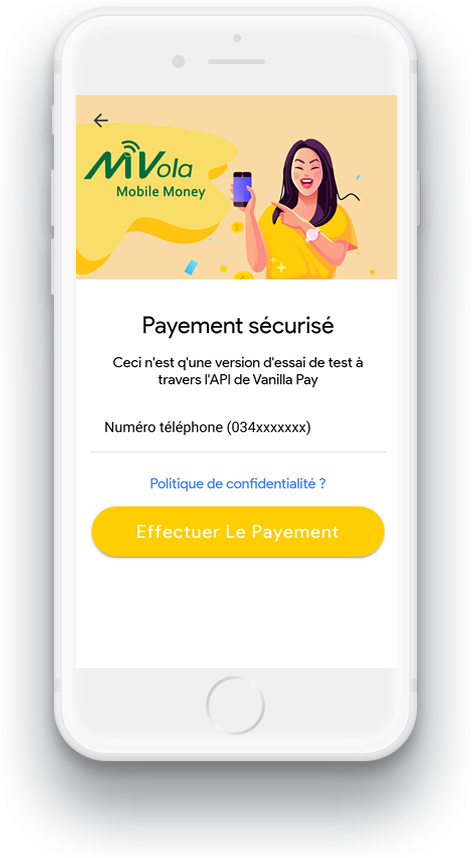 MVola
Mobile Money
Payement sécurisé
Ceci n'est q'une version d'essai de test à
travers l'API de Vanilla Pay
Numéro téléphone (034xxxxxxx)
Politique de confidentialité ?
Effectuer Le Payement